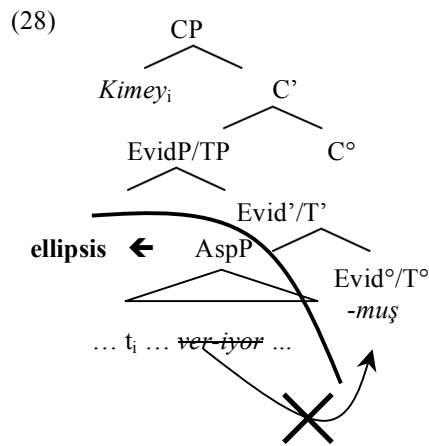 (28)
CP
Kimeyᵢ C’
EvidP/TP C°
Evid’/T’
ellipsis ← AspP
Evid°/T°
-muş
… tᵢ … ver-iyor ...